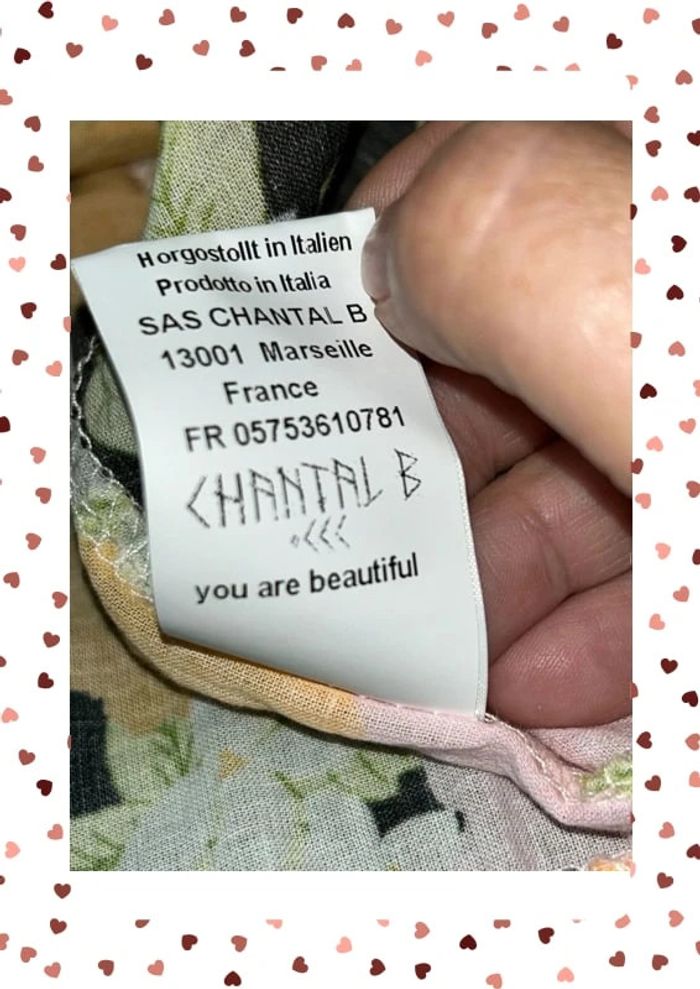 Horgostollt in Italien
Prodotto in Italia
SAS CHANTAL B
13001 Marseille
France
FR 05753610781
CHANTAL B
you are beautiful